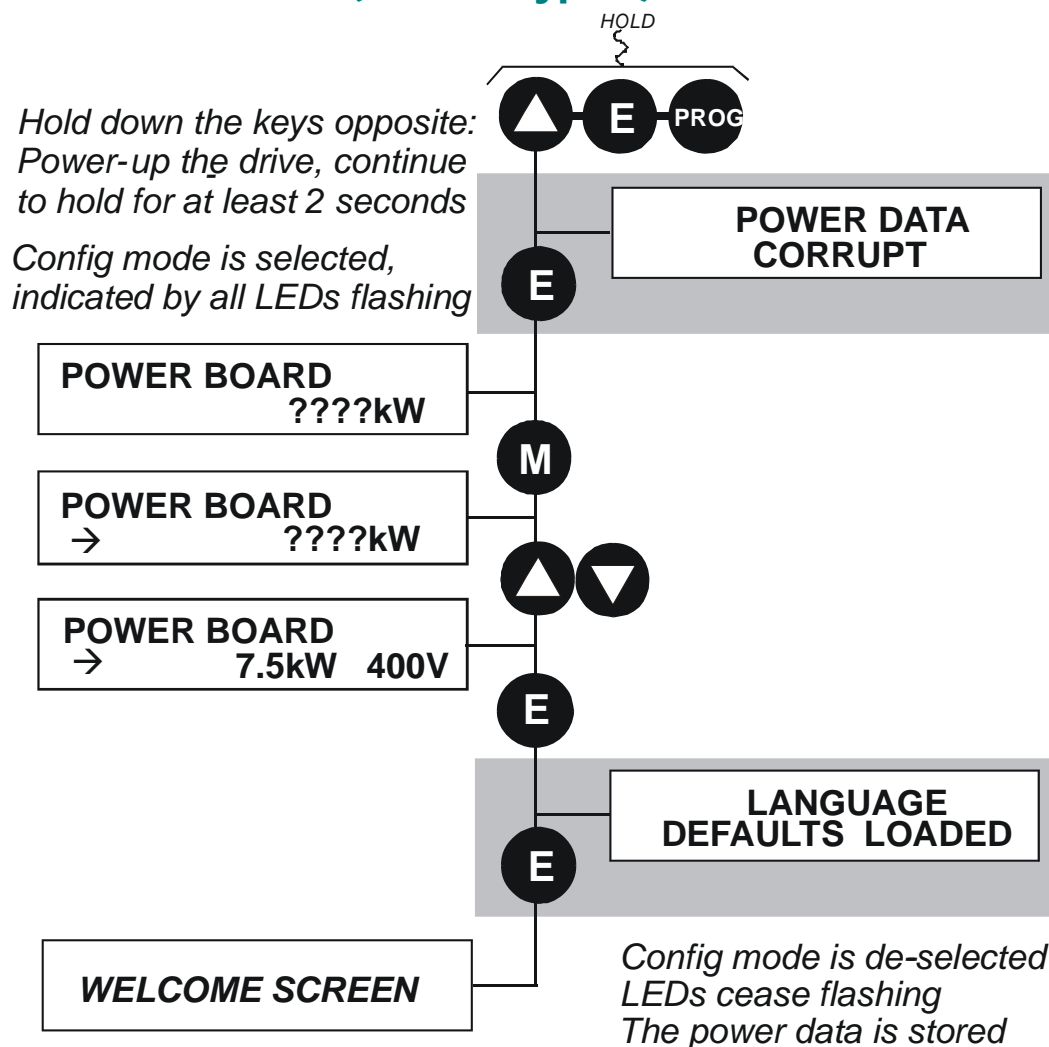 HOLD
E PROG
Hold down the keys opposite:
Power-up the drive, continue
to hold for at least 2 seconds
POWER DATA
CORRUPT
Config mode is selected,
indicated by all LEDs flashing
E
POWER BOARD
????kW
M
POWER BOARD
→ ????kW
POWER BOARD
→ 7.5kW 400V
E
LANGUAGE
DEFAULTS LOADED
E
WELCOME SCREEN
Config mode is de-selected
LEDs cease flashing
The power data is stored